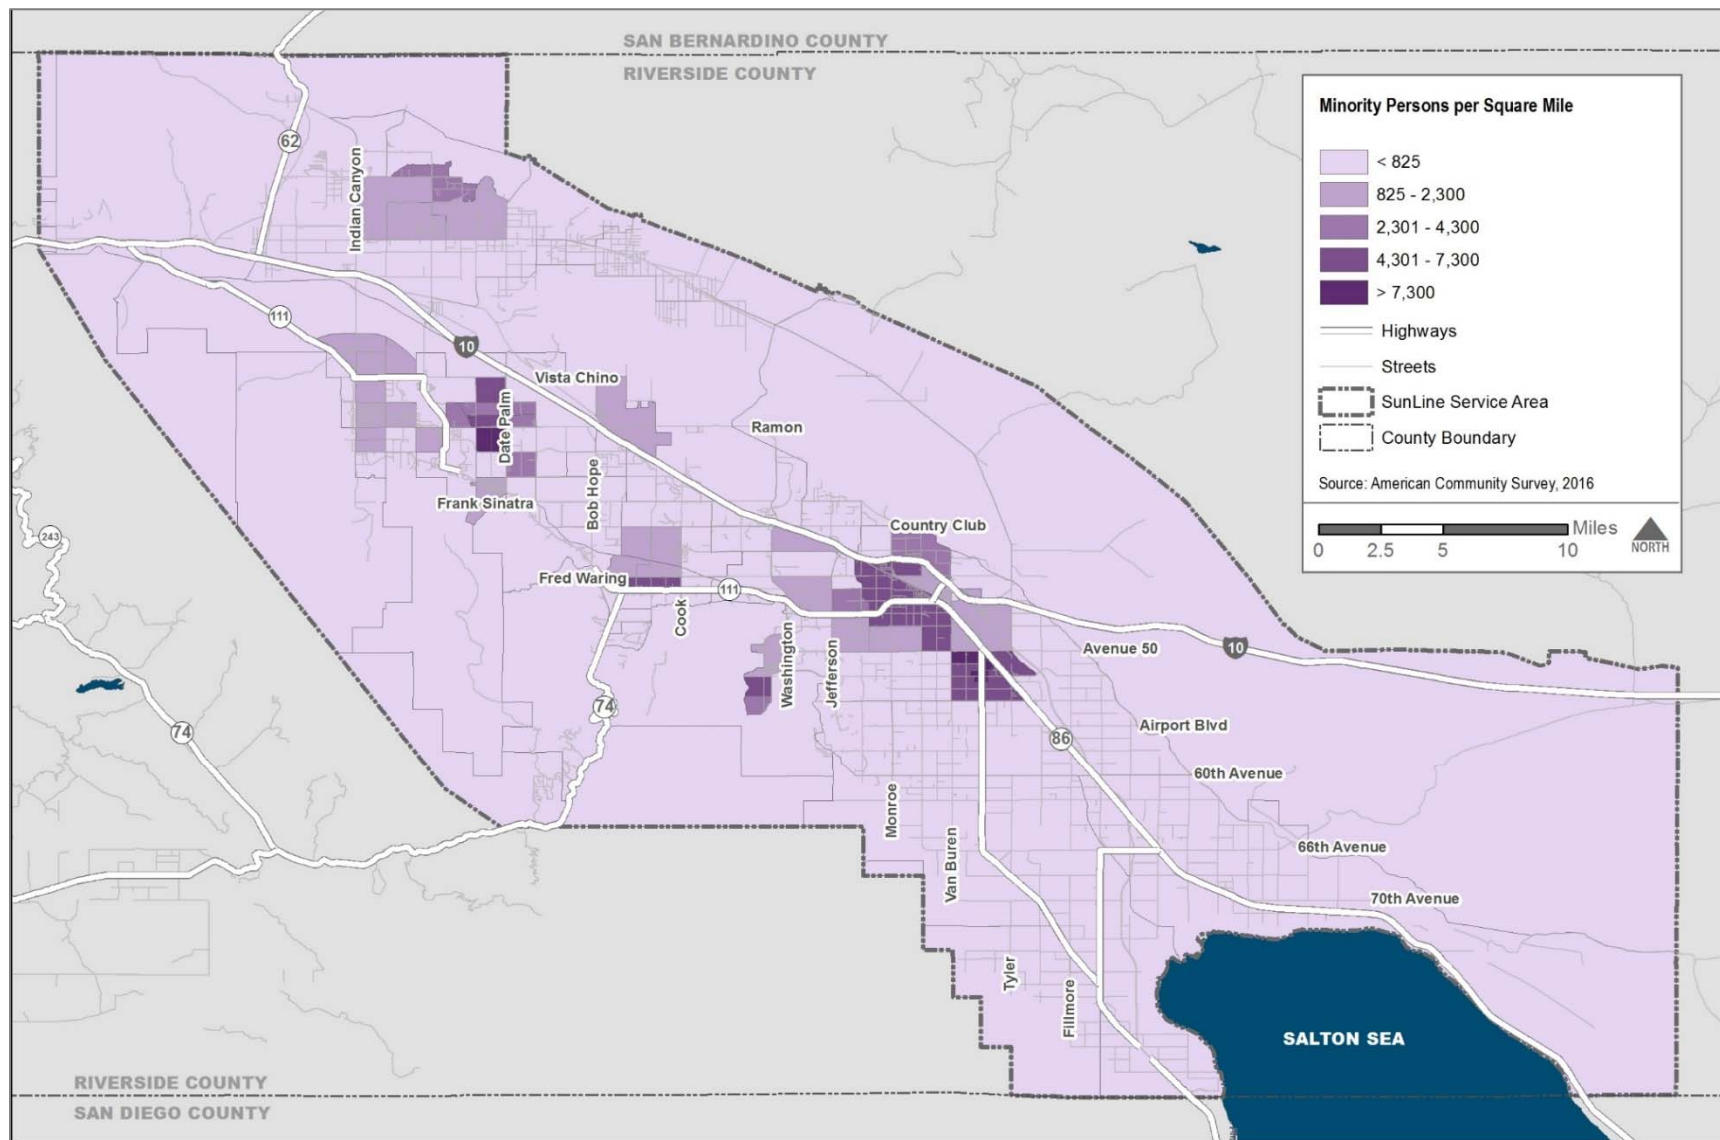 SAN BERNARDINO COUNTY
RIVERSIDE COUNTY
Minority Persons per Square Mile
< 825
825 - 2,300
2,301 - 4,300
4,301 - 7,300
> 7,300
Highways
Streets
SunLine Service Area
County Boundary
Source: American Community Survey, 2016
Miles
0 2.5 5 10
NORTH
62
Indian Canyon
111
10
Vista Chino
Date Palm
Ramon
Bob Hope
Frank Sinatra
Country Club
243
Fred Waring
111
Cook
Washington
Jefferson
Avenue 50
10
74
74
86
Airport Blvd
60th Avenue
Monroe
Van Buren
66th Avenue
70th Avenue
Tyler
Fillmore
SALTON SEA
RIVERSIDE COUNTY
SAN DIEGO COUNTY